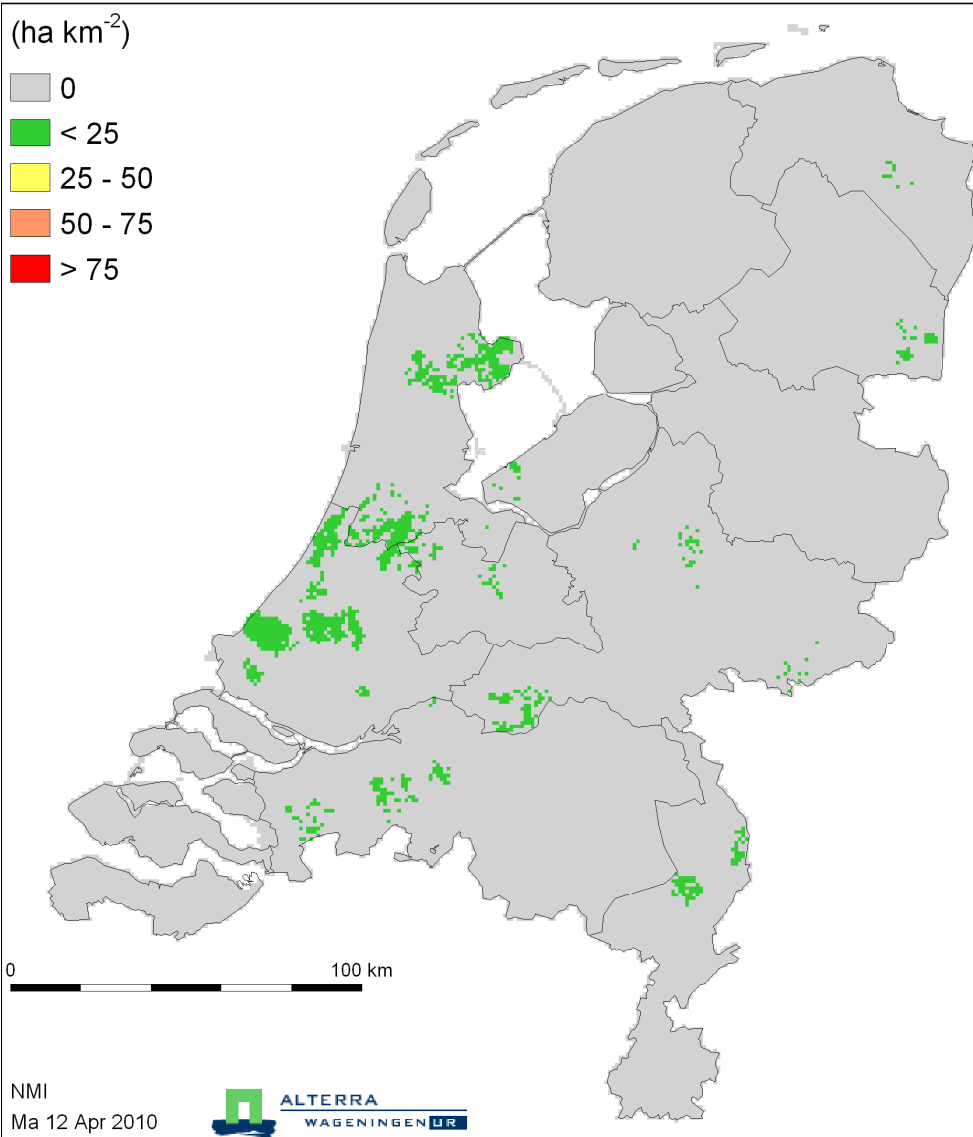 (ha km⁻²)
0
< 25
25 - 50
50 - 75
> 75
0 100 km
NMI
Ma 12 Apr 2010
ALTERRA
WAGENINGEN UR